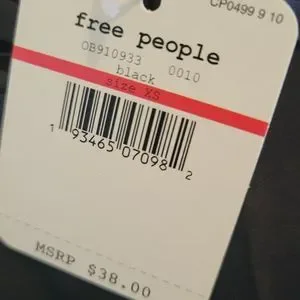 CP0499 9 10
free people
OB910933 0010
black
size XS
1 93465 07098 2
MSRP $38.00